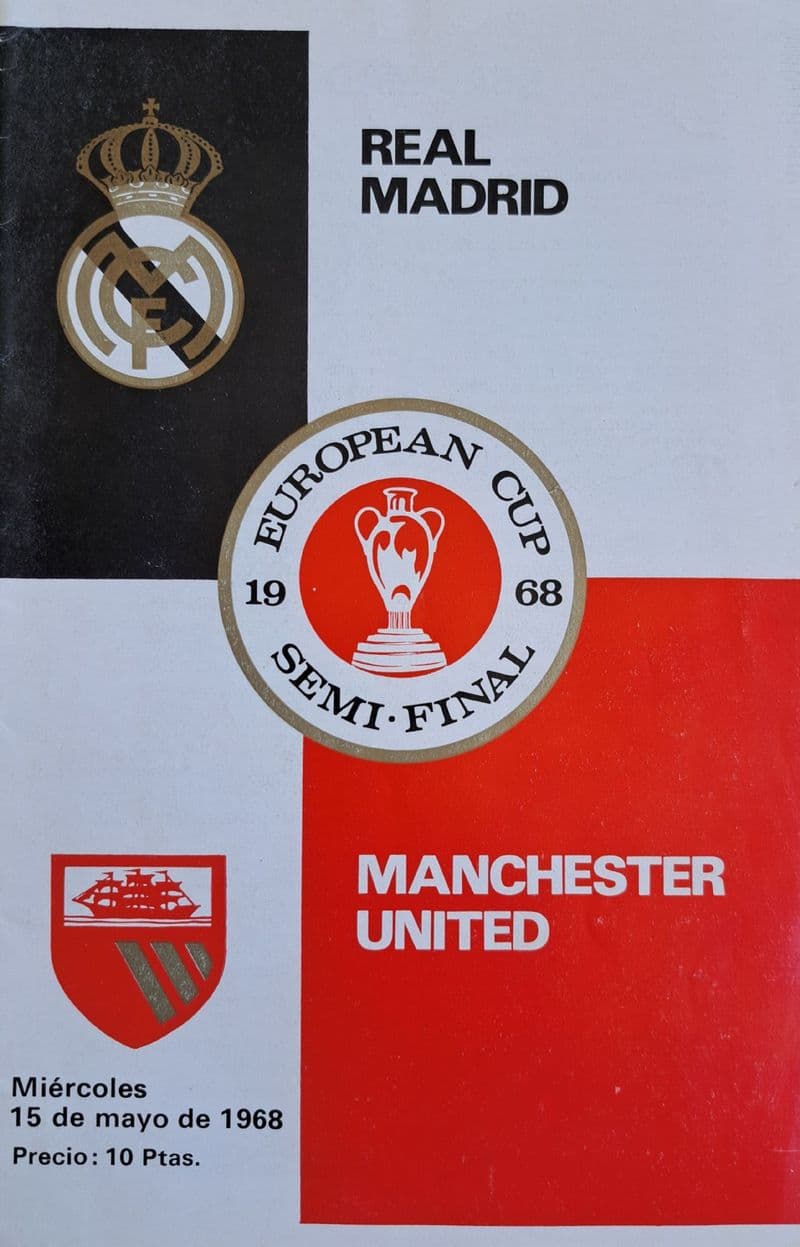 REAL
MADRID
EUROPEAN CUP
19 68
SEMI·FINAL
MANCHESTER
UNITED
Miércoles
15 de mayo de 1968
Precio: 10 Ptas.